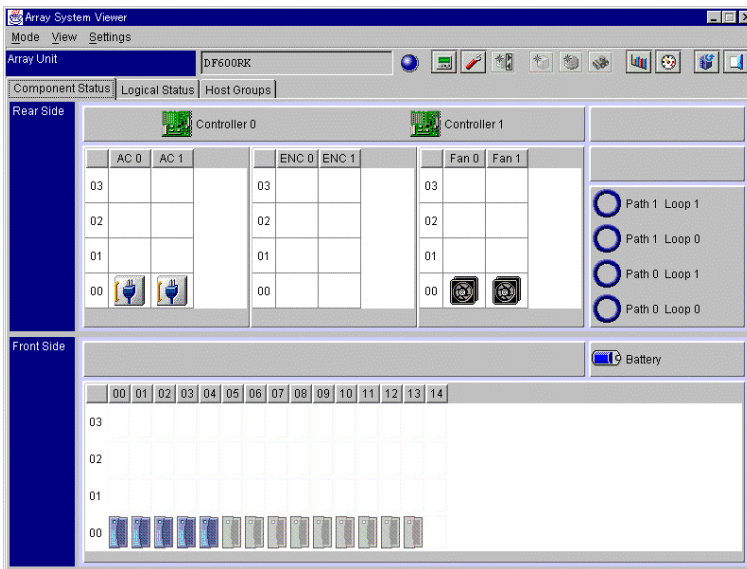 Array System Viewer
Mode View Settings
Array Unit DF600RK
Component Status Logical Status Host Groups
Rear Side
Controller 0 Controller 1
AC 0 AC 1 ENC 0 ENC 1 Fan 0 Fan 1
03 03 03
02 02 02
01 01 01
00 00 00
Path 1 Loop 1
Path 1 Loop 0
Path 0 Loop 1
Path 0 Loop 0
Front Side
Battery
00 01 02 03 04 05 06 07 08 09 10 11 12 13 14
03
02
01
00